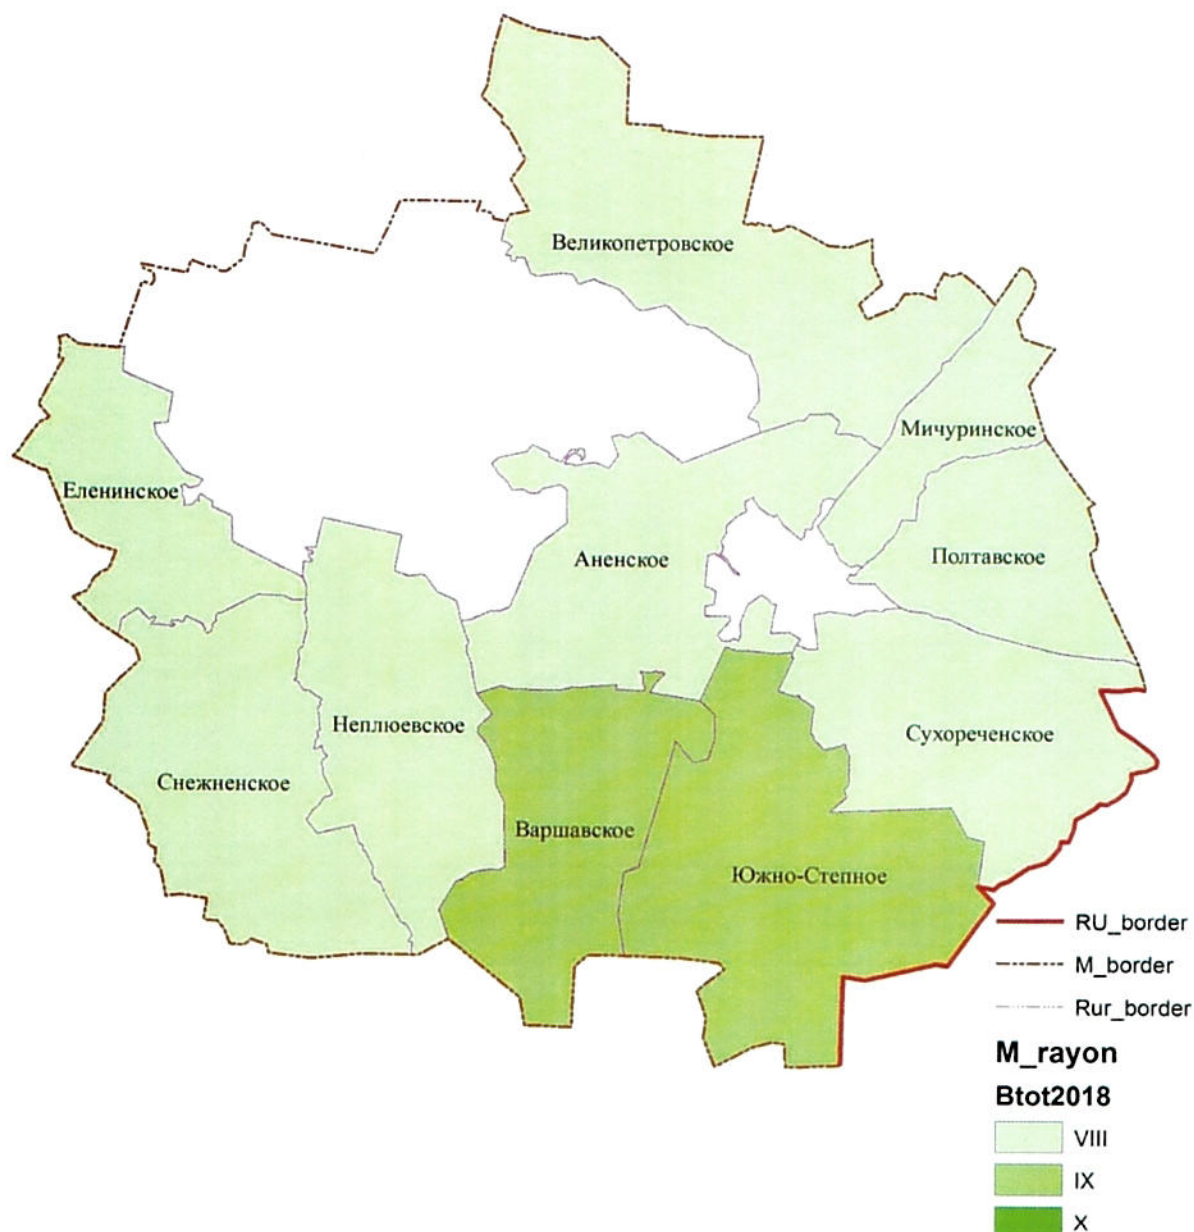 Великопетровское
Мичуринское
Еленинское
Аненское
Полтавское
Неплюевское
Сухореченское
Снежненское
Варшавское
Южно-Степное
RU_border
M_border
Rur_border
M_rayon
Btot2018
VIII
IX
X